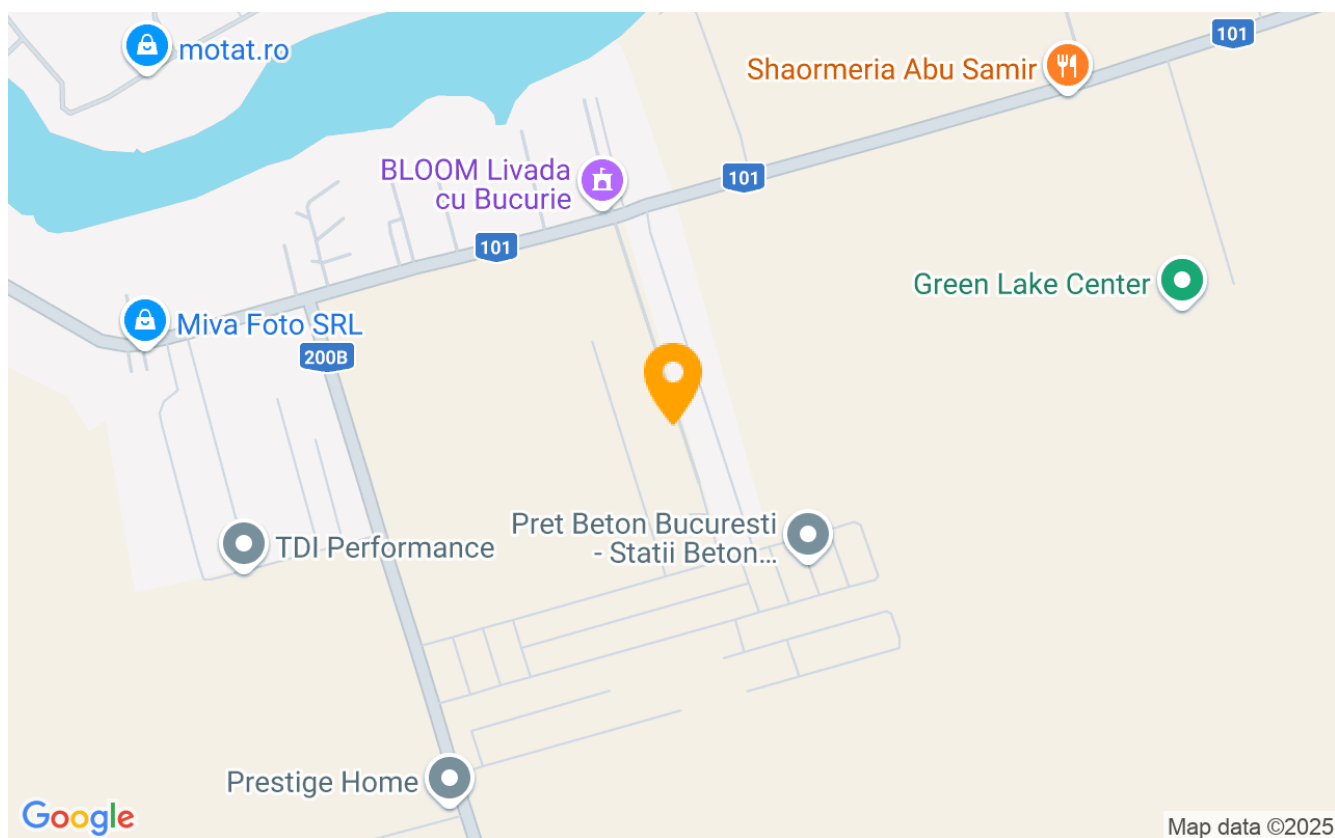 motat.ro
101
Shaormeria Abu Samir
BLOOM Livada
cu Bucurie
101
101
Green Lake Center
Miva Foto SRL
200B
Pret Beton Bucuresti
- Statii Beton...
TDI Performance
Prestige Home
Google
Map data ©2025